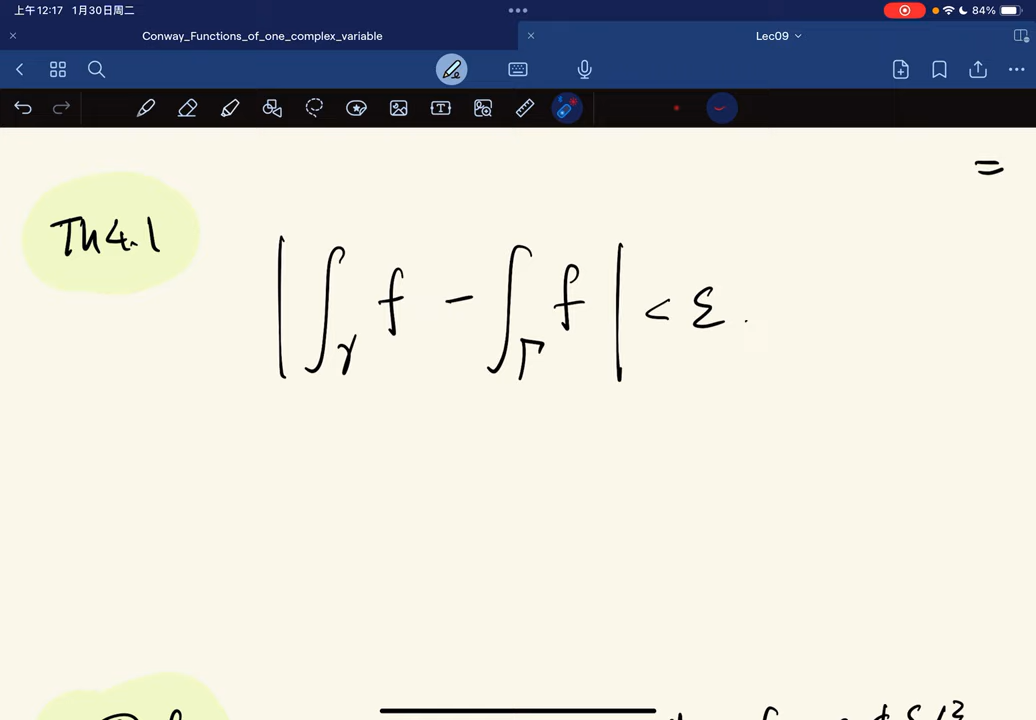 上午12:17 1月30日周二 84%
Conway_Functions_of_one_complex_variable Lec09
=
Th4.1
|∫_γ f - ∫_Γ f| < ε.